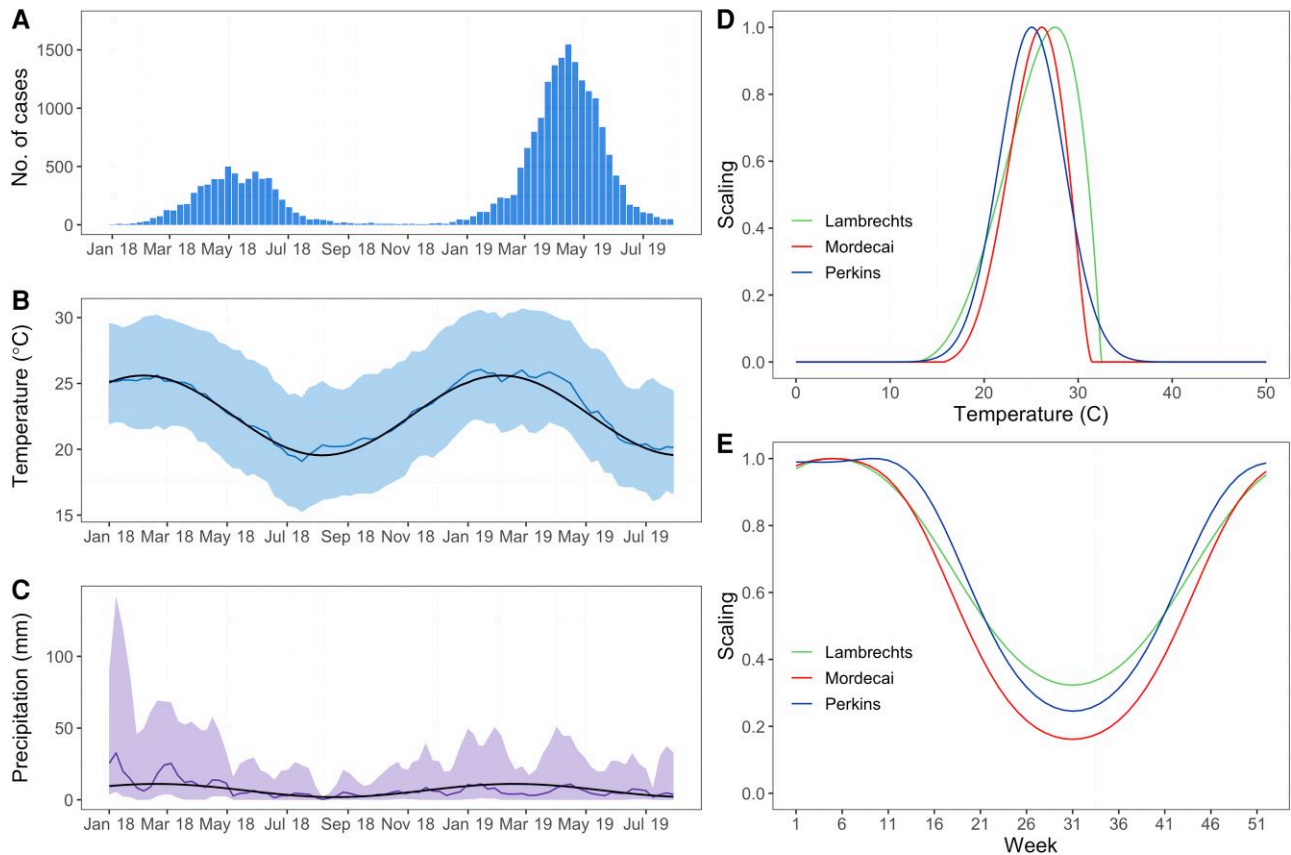 A
No. of cases
1500
1000
500
0
Jan 18 Mar 18 May 18 Jul 18 Sep 18 Nov 18 Jan 19 Mar 19 May 19 Jul 19
B
Temperature (°C)
30
25
20
15
Jan 18 Mar 18 May 18 Jul 18 Sep 18 Nov 18 Jan 19 Mar 19 May 19 Jul 19
C
Precipitation (mm)
100
50
0
Jan 18 Mar 18 May 18 Jul 18 Sep 18 Nov 18 Jan 19 Mar 19 May 19 Jul 19
D
Scaling
1.0
0.8
0.6
0.4
0.2
0.0
Lambrechts
Mordecai
Perkins
0 10 20 30 40 50
Temperature (C)
E
Scaling
1.0
0.8
0.6
0.4
0.2
0.0
Lambrechts
Mordecai
Perkins
1 6 11 16 21 26 31 36 41 46 51
Week